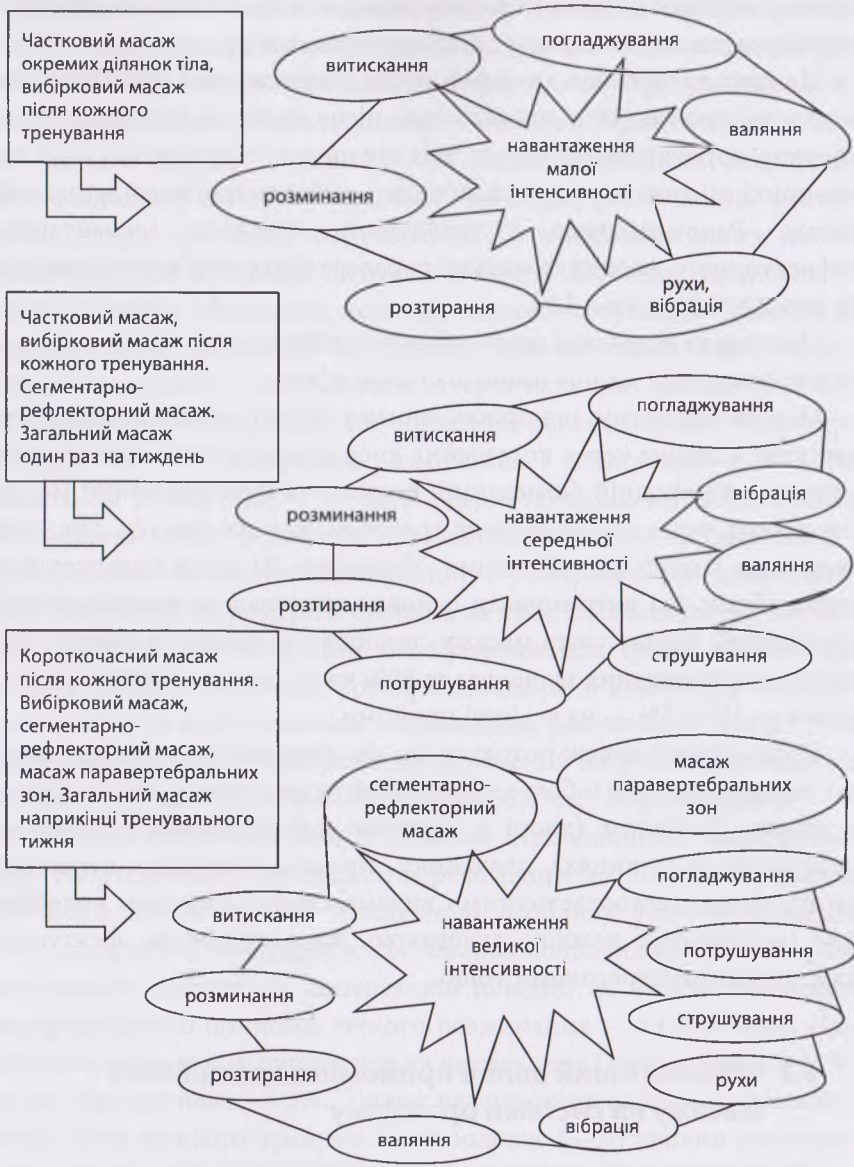 Частковий масаж
окремих ділянок тіла,
вибірковий масаж
після кожного
тренування
витискання
погладжування
валяння
навантаження
малої
інтенсивності
розминання
розтирання
рухи,
вібрація
Частковий масаж,
вибірковий масаж після
кожного тренування.
Сегментарно-
рефлекторний масаж.
Загальний масаж
один раз на тиждень
витискання
погладжування
вібрація
розминання
навантаження
середньої
інтенсивності
валяння
розтирання
струшування
потрушування
Короткочасний масаж
після кожного тренування.
Вибірковий масаж,
сегментарно-
рефлекторний масаж,
масаж паравертебральних
зон. Загальний масаж
наприкінці тренувального
тижня
сегментарно-
рефлекторний
масаж
масаж
паравертебральних
зон
погладжування
витискання
навантаження
великої
інтенсивності
потрушування
розминання
струшування
розтирання
рухи
валяння
вібрація